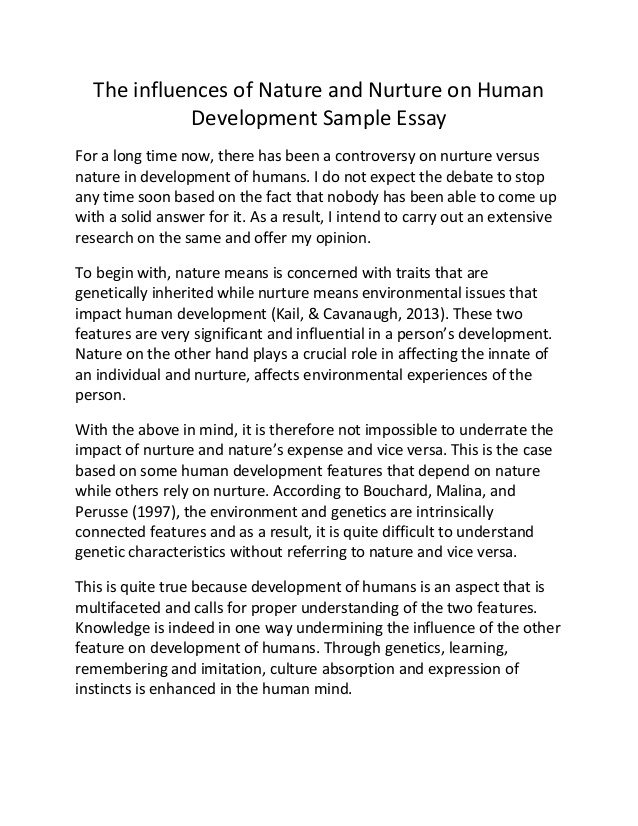 The influences of Nature and Nurture on Human
Development Sample Essay
For a long time now, there has been a controversy on nurture versus
nature in development of humans. I do not expect the debate to stop
any time soon based on the fact that nobody has been able to come up
with a solid answer for it. As a result, I intend to carry out an extensive
research on the same and offer my opinion.
To begin with, nature means is concerned with traits that are
genetically inherited while nurture means environmental issues that
impact human development (Kail, & Cavanaugh, 2013). These two
features are very significant and influential in a person’s development.
Nature on the other hand plays a crucial role in affecting the innate of
an individual and nurture, affects environmental experiences of the
person.
With the above in mind, it is therefore not impossible to underrate the
impact of nurture and nature’s expense and vice versa. This is the case
based on some human development features that depend on nature
while others rely on nurture. According to Bouchard, Malina, and
Perusse (1997), the environment and genetics are intrinsically
connected features and as a result, it is quite difficult to understand
genetic characteristics without referring to nature and vice versa.
This is quite true because development of humans is an aspect that is
multifaceted and calls for proper understanding of the two features.
Knowledge is indeed in one way undermining the influence of the other
feature on development of humans. Through genetics, learning,
remembering and imitation, culture absorption and expression of
instincts is enhanced in the human mind.